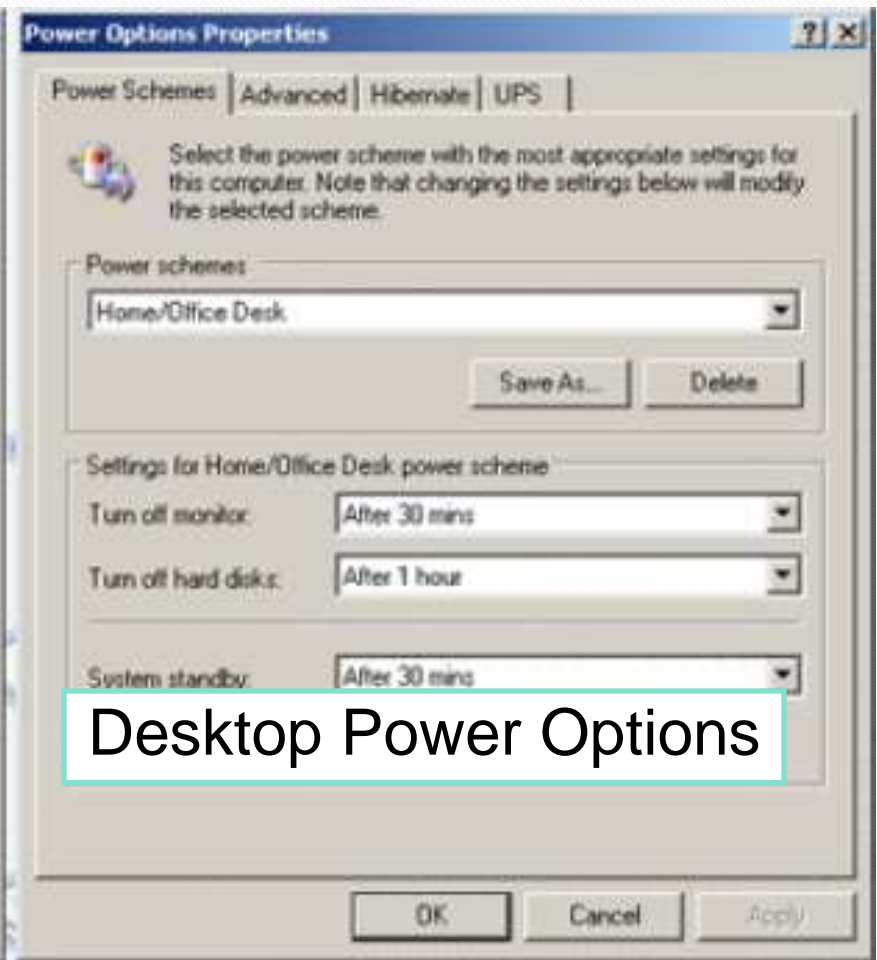 Power Options Properties
Power Schemes Advanced Hibernate UPS
Select the power scheme with the most appropriate settings for
this computer. Note that changing the settings below will modify
the selected scheme.
Power schemes
Home/Office Desk
Save As... Delete
Settings for Home/Office Desk power scheme
Turn off monitor: After 30 mins
Turn off hard disks: After 1 hour
System standby: After 30 mins
Desktop Power Options
OK Cancel Apply